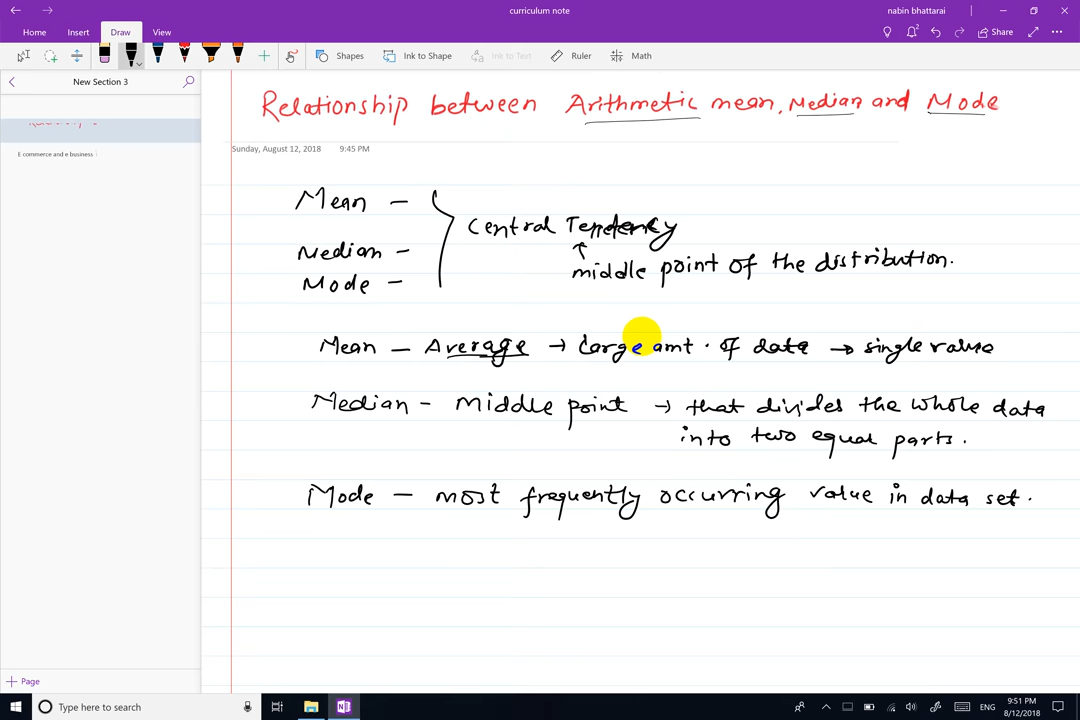 curriculum note
nabin bhattarai
Home Insert Draw View
Share
Shapes Ink to Shape Ink to Text Ruler Math
New Section 3
Relationship between Arithmetic mean, Median and Mode
E commerce and e business
Sunday, August 12, 2018 9:45 PM
Mean -
Central Tendency
Median -
middle point of the distribution.
Mode -
Mean - Average → Large amt. of data → single value
Median - Middle point → that divides the whole data
into two equal parts.
Mode - most frequently occurring value in data set.
+ Page
Type here to search
ENG
9:51 PM
8/12/2018